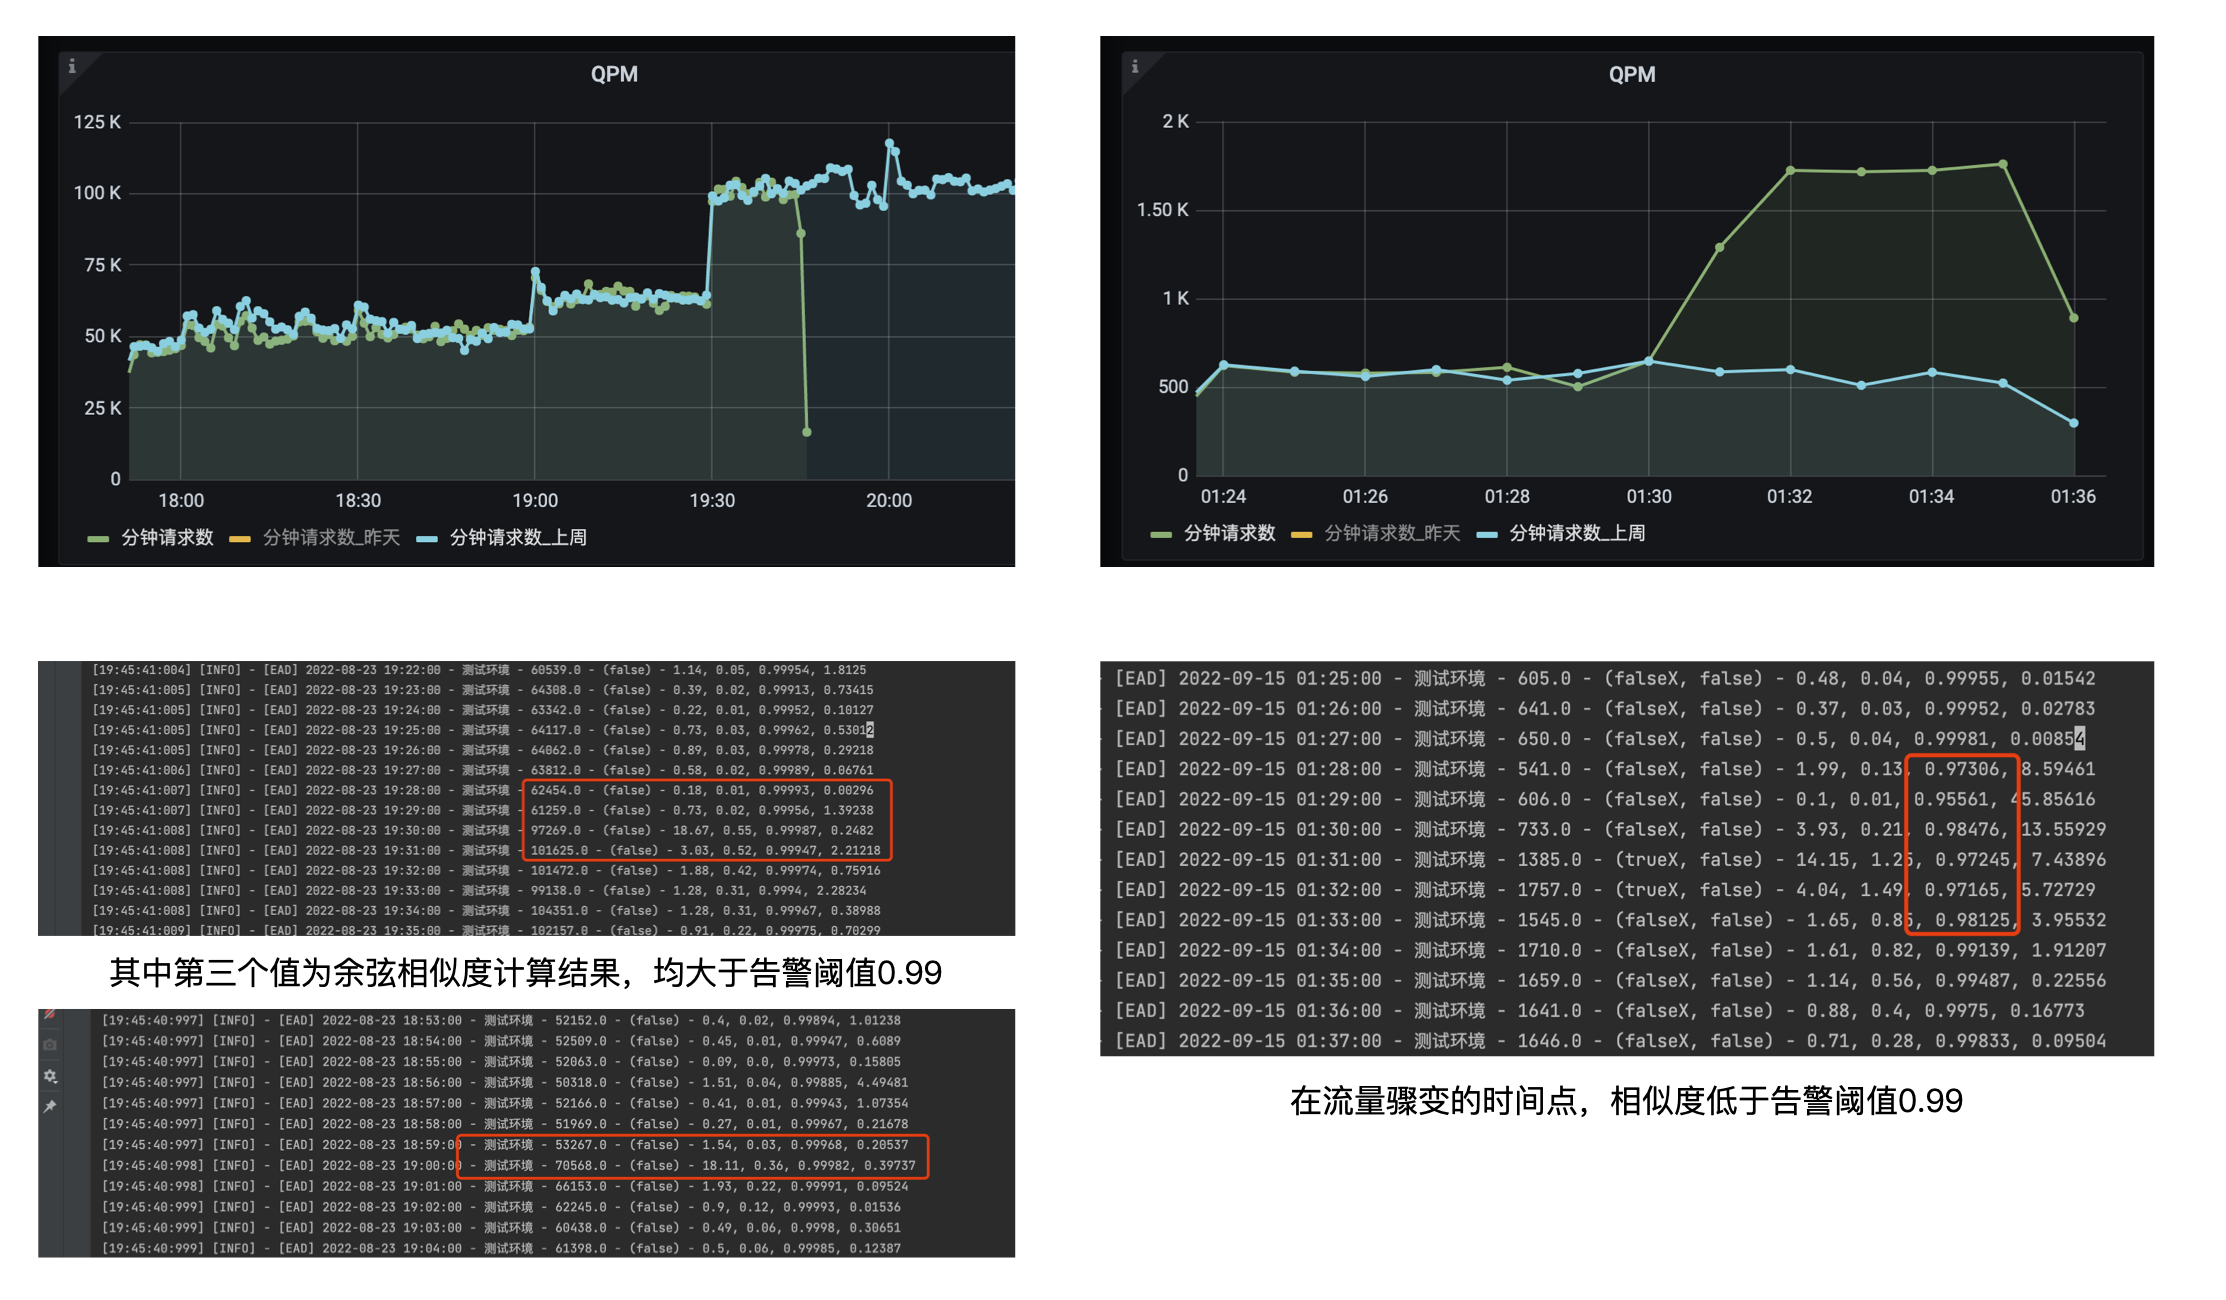 QPM
125 K
100 K
75 K
50 K
25 K
0
18:00 18:30 19:00 19:30 20:00
分钟请求数 分钟请求数_昨天 分钟请求数_上周
QPM
2 K
1.50 K
1 K
500
0
01:24 01:26 01:28 01:30 01:32 01:34 01:36
分钟请求数 分钟请求数_昨天 分钟请求数_上周
[19:45:41:004] [INFO] - [EAD] 2022-08-23 19:22:00 - 测试环境 - 60539.0 - (false) - 1.14, 0.05, 0.99954, 1.8125
[19:45:41:005] [INFO] - [EAD] 2022-08-23 19:23:00 - 测试环境 - 64308.0 - (false) - 0.39, 0.02, 0.99913, 0.73415
[19:45:41:005] [INFO] - [EAD] 2022-08-23 19:24:00 - 测试环境 - 63342.0 - (false) - 0.22, 0.01, 0.99952, 0.10127
[19:45:41:005] [INFO] - [EAD] 2022-08-23 19:25:00 - 测试环境 - 64117.0 - (false) - 0.73, 0.03, 0.99962, 0.53012
[19:45:41:005] [INFO] - [EAD] 2022-08-23 19:26:00 - 测试环境 - 64062.0 - (false) - 0.89, 0.03, 0.99978, 0.29218
[19:45:41:006] [INFO] - [EAD] 2022-08-23 19:27:00 - 测试环境 - 63812.0 - (false) - 0.58, 0.02, 0.99989, 0.06761
[19:45:41:007] [INFO] - [EAD] 2022-08-23 19:28:00 - 测试环境 - 62454.0 - (false) - 0.18, 0.01, 0.99993, 0.00296
[19:45:41:007] [INFO] - [EAD] 2022-08-23 19:29:00 - 测试环境 - 61259.0 - (false) - 0.73, 0.02, 0.99956, 1.39238
[19:45:41:008] [INFO] - [EAD] 2022-08-23 19:30:00 - 测试环境 - 97269.0 - (false) - 18.67, 0.55, 0.99987, 0.2482
[19:45:41:008] [INFO] - [EAD] 2022-08-23 19:31:00 - 测试环境 - 101625.0 - (false) - 3.03, 0.52, 0.99947, 2.21218
[19:45:41:008] [INFO] - [EAD] 2022-08-23 19:32:00 - 测试环境 - 101472.0 - (false) - 1.88, 0.42, 0.99974, 0.75916
[19:45:41:008] [INFO] - [EAD] 2022-08-23 19:33:00 - 测试环境 - 99138.0 - (false) - 1.28, 0.31, 0.9994, 2.28234
[19:45:41:008] [INFO] - [EAD] 2022-08-23 19:34:00 - 测试环境 - 104351.0 - (false) - 1.28, 0.31, 0.99967, 0.38988
[19:45:41:009] [INFO] - [EAD] 2022-08-23 19:35:00 - 测试环境 - 102157.0 - (false) - 0.91, 0.22, 0.99975, 0.70299
其中第三个值为余弦相似度计算结果，均大于告警阈值0.99
[19:45:40:997] [INFO] - [EAD] 2022-08-23 18:53:00 - 测试环境 - 52152.0 - (false) - 0.4, 0.02, 0.99894, 1.01238
[19:45:40:997] [INFO] - [EAD] 2022-08-23 18:54:00 - 测试环境 - 52509.0 - (false) - 0.45, 0.01, 0.99947, 0.6089
[19:45:40:997] [INFO] - [EAD] 2022-08-23 18:55:00 - 测试环境 - 52063.0 - (false) - 0.09, 0.0, 0.99973, 0.15805
[19:45:40:997] [INFO] - [EAD] 2022-08-23 18:56:00 - 测试环境 - 50318.0 - (false) - 1.51, 0.04, 0.99885, 4.49481
[19:45:40:997] [INFO] - [EAD] 2022-08-23 18:57:00 - 测试环境 - 52166.0 - (false) - 0.41, 0.01, 0.99943, 1.07354
[19:45:40:997] [INFO] - [EAD] 2022-08-23 18:58:00 - 测试环境 - 51969.0 - (false) - 0.27, 0.01, 0.99967, 0.21678
[19:45:40:997] [INFO] - [EAD] 2022-08-23 18:59:00 - 测试环境 - 53267.0 - (false) - 1.54, 0.03, 0.99968, 0.20537
[19:45:40:998] [INFO] - [EAD] 2022-08-23 19:00:00 - 测试环境 - 70568.0 - (false) - 18.11, 0.36, 0.99982, 0.39737
[19:45:40:998] [INFO] - [EAD] 2022-08-23 19:01:00 - 测试环境 - 66153.0 - (false) - 1.93, 0.22, 0.99991, 0.09524
[19:45:40:999] [INFO] - [EAD] 2022-08-23 19:02:00 - 测试环境 - 62245.0 - (false) - 0.9, 0.12, 0.99993, 0.01536
[19:45:40:999] [INFO] - [EAD] 2022-08-23 19:03:00 - 测试环境 - 60438.0 - (false) - 0.49, 0.06, 0.9998, 0.30651
[19:45:40:999] [INFO] - [EAD] 2022-08-23 19:04:00 - 测试环境 - 61398.0 - (false) - 0.5, 0.06, 0.99985, 0.12387
[EAD] 2022-09-15 01:25:00 - 测试环境 - 605.0 - (falseX, false) - 0.48, 0.04, 0.99955, 0.01542
[EAD] 2022-09-15 01:26:00 - 测试环境 - 641.0 - (falseX, false) - 0.37, 0.03, 0.99952, 0.02783
[EAD] 2022-09-15 01:27:00 - 测试环境 - 650.0 - (falseX, false) - 0.5, 0.04, 0.99981, 0.00854
[EAD] 2022-09-15 01:28:00 - 测试环境 - 541.0 - (falseX, false) - 1.99, 0.13, 0.97306, 8.59461
[EAD] 2022-09-15 01:29:00 - 测试环境 - 606.0 - (falseX, false) - 0.1, 0.01, 0.95561, 45.85616
[EAD] 2022-09-15 01:30:00 - 测试环境 - 733.0 - (falseX, false) - 3.93, 0.21, 0.98476, 13.55929
[EAD] 2022-09-15 01:31:00 - 测试环境 - 1385.0 - (trueX, false) - 14.15, 1.25, 0.97245, 7.43896
[EAD] 2022-09-15 01:32:00 - 测试环境 - 1757.0 - (trueX, false) - 4.04, 1.49, 0.97165, 5.72729
[EAD] 2022-09-15 01:33:00 - 测试环境 - 1545.0 - (falseX, false) - 1.65, 0.85, 0.98125, 3.95532
[EAD] 2022-09-15 01:34:00 - 测试环境 - 1710.0 - (falseX, false) - 1.61, 0.82, 0.99139, 1.91207
[EAD] 2022-09-15 01:35:00 - 测试环境 - 1659.0 - (falseX, false) - 1.14, 0.56, 0.99487, 0.22556
[EAD] 2022-09-15 01:36:00 - 测试环境 - 1641.0 - (falseX, false) - 0.88, 0.4, 0.9975, 0.16773
[EAD] 2022-09-15 01:37:00 - 测试环境 - 1646.0 - (falseX, false) - 0.71, 0.28, 0.99833, 0.09504
在流量骤变的时间点，相似度低于告警阈值0.99